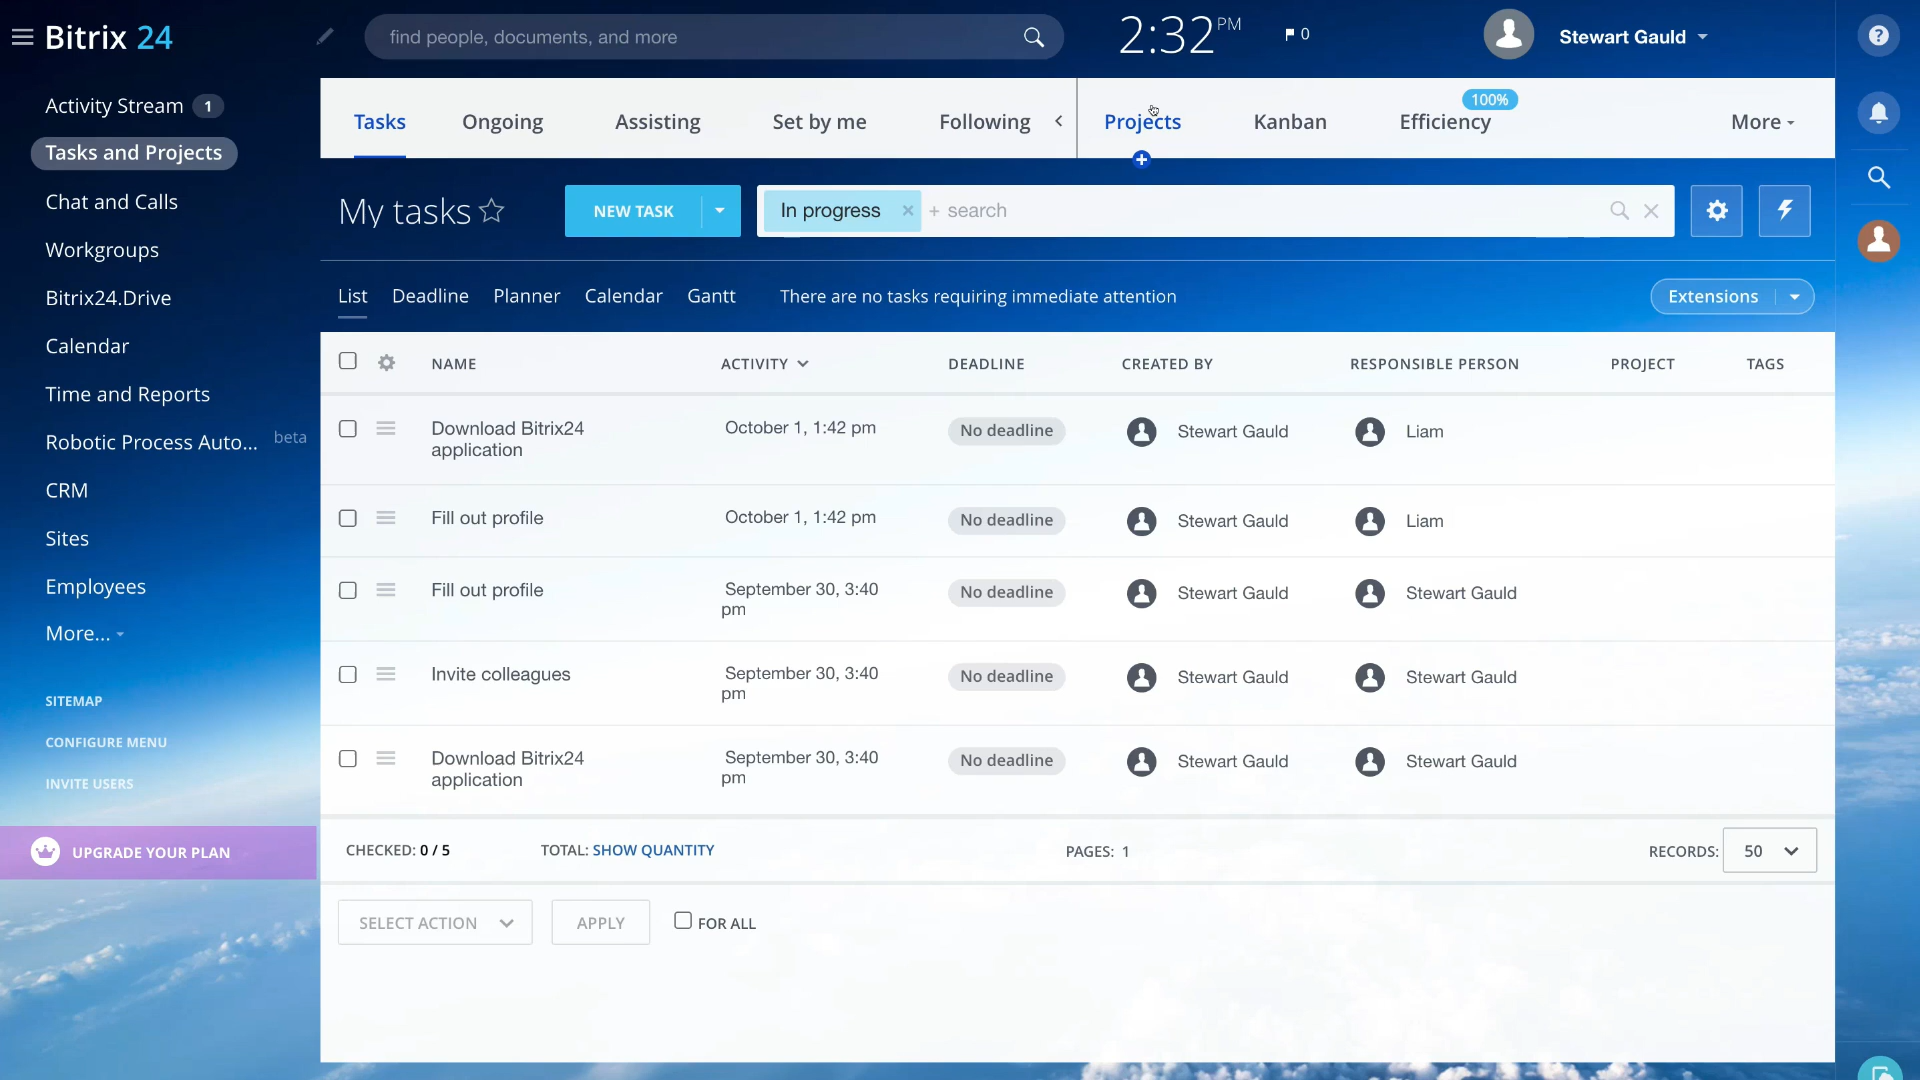 Bitrix 24
find people, documents, and more
2:32 PM
0
Stewart Gauld
Activity Stream 1
Tasks and Projects
Chat and Calls
Workgroups
Bitrix24.Drive
Calendar
Time and Reports
Robotic Process Auto... beta
CRM
Sites
Employees
More...
SITEMAP
CONFIGURE MENU
INVITE USERS
UPGRADE YOUR PLAN
Tasks Ongoing Assisting Set by me Following Projects Kanban Efficiency 100% More
My tasks
NEW TASK
In progress × + search
List Deadline Planner Calendar Gantt There are no tasks requiring immediate attention
Extensions
NAME ACTIVITY DEADLINE CREATED BY RESPONSIBLE PERSON PROJECT TAGS
Download Bitrix24
application
October 1, 1:42 pm No deadline Stewart Gauld Liam
Fill out profile October 1, 1:42 pm No deadline Stewart Gauld Liam
Fill out profile September 30, 3:40
pm
No deadline Stewart Gauld Stewart Gauld
Invite colleagues September 30, 3:40
pm
No deadline Stewart Gauld Stewart Gauld
Download Bitrix24
application
September 30, 3:40
pm
No deadline Stewart Gauld Stewart Gauld
CHECKED: 0 / 5 TOTAL: SHOW QUANTITY PAGES: 1 RECORDS: 50
SELECT ACTION APPLY FOR ALL